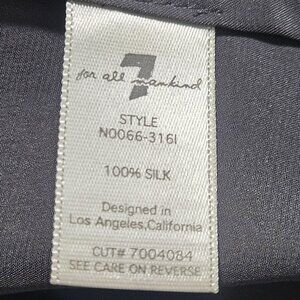 7
for all mankind
STYLE
N0066-316I
100% SILK
Designed in
Los Angeles,California
CUT# 7004084
SEE CARE ON REVERSE